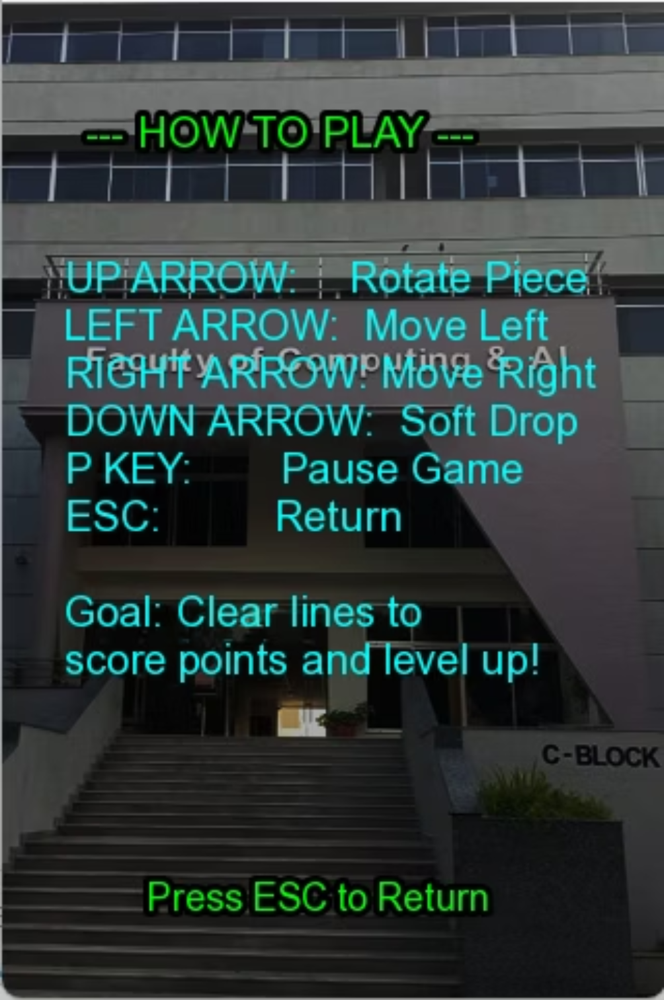 --- HOW TO PLAY ---
UP ARROW: Rotate Piece
LEFT ARROW: Move Left
Faculty of Computing & AI
RIGHT ARROW: Move Right
DOWN ARROW: Soft Drop
P KEY: Pause Game
ESC: Return
Goal: Clear lines to
score points and level up!
C-BLOCK
Press ESC to Return